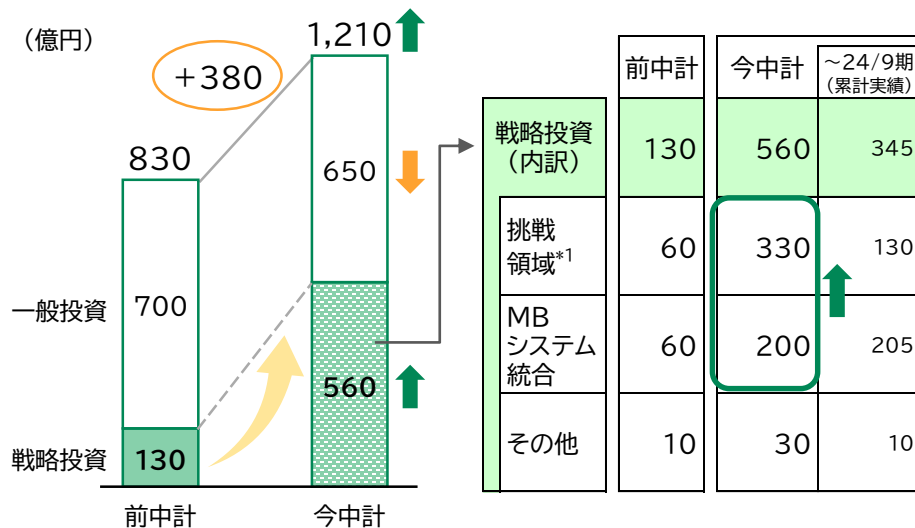 （億円）
1,210
+380
830
650
700
一般投資
560
戦略投資
130
前中計
今中計
前中計
今中計
～24/9期
（累計実績）
戦略投資
（内訳）
130
560
345
挑戦
領域*1
60
330
130
MB
システム
統合
60
200
205
その他
10
30
10